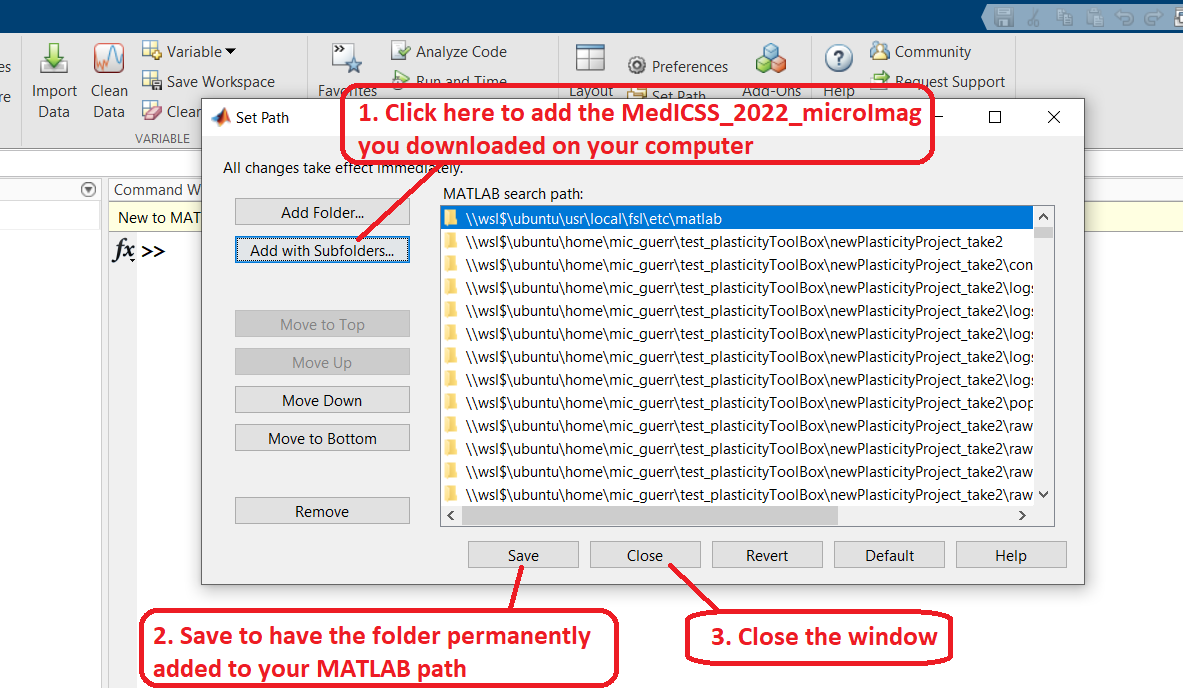 es
re
Import
Data
Clean
Data
Variable
Save Workspace
Clear
VARIABLE
Favorites
Analyze Code
Run and Time
Layout
Preferences
Set Path
Add-Ons
?
Help
Community
Request Support
1. Click here to add the MedICSS_2022_microImag
you downloaded on your computer
Command W
New to MAT
fx >>
Set Path
All changes take effect immediately.
Add Folder...
Add with Subfolders...
Move to Top
Move Up
Move Down
Move to Bottom
Remove
MATLAB search path:
\\wsl$\ubuntu\usr\local\fsl\etc\matlab
\\wsl$\ubuntu\home\mic_guerr\test_plasticityToolBox\newPlasticityProject_take2
\\wsl$\ubuntu\home\mic_guerr\test_plasticityToolBox\newPlasticityProject_take2\con
\\wsl$\ubuntu\home\mic_guerr\test_plasticityToolBox\newPlasticityProject_take2\logs
\\wsl$\ubuntu\home\mic_guerr\test_plasticityToolBox\newPlasticityProject_take2\logs
\\wsl$\ubuntu\home\mic_guerr\test_plasticityToolBox\newPlasticityProject_take2\logs
\\wsl$\ubuntu\home\mic_guerr\test_plasticityToolBox\newPlasticityProject_take2\logs
\\wsl$\ubuntu\home\mic_guerr\test_plasticityToolBox\newPlasticityProject_take2\logs
\\wsl$\ubuntu\home\mic_guerr\test_plasticityToolBox\newPlasticityProject_take2\pop
\\wsl$\ubuntu\home\mic_guerr\test_plasticityToolBox\newPlasticityProject_take2\raw
\\wsl$\ubuntu\home\mic_guerr\test_plasticityToolBox\newPlasticityProject_take2\raw
\\wsl$\ubuntu\home\mic_guerr\test_plasticityToolBox\newPlasticityProject_take2\raw
\\wsl$\ubuntu\home\mic_guerr\test_plasticityToolBox\newPlasticityProject_take2\raw
Save
Close
Revert
Default
Help
2. Save to have the folder permanently
added to your MATLAB path
3. Close the window